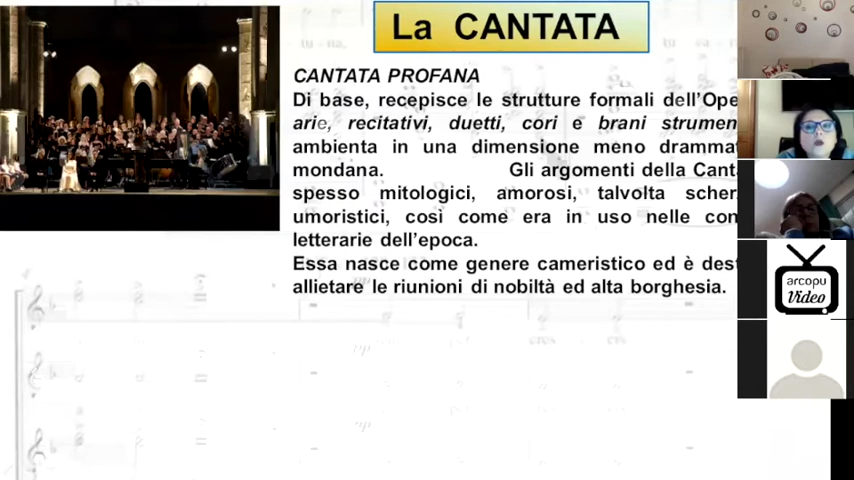 La CANTATA
CANTATA PROFANA
Di base, recepisce le strutture formali dell'Ope
arie, recitativi, duetti, cori e brani strumen
ambienta in una dimensione meno drammat
mondana. Gli argomenti della Canta
spesso mitologici, amorosi, talvolta scher
umoristici, così come era in uso nelle con
letterarie dell'epoca.
Essa nasce come genere cameristico ed è dest
allietare le riunioni di nobiltà ed alta borghesia.
arcopu
Video